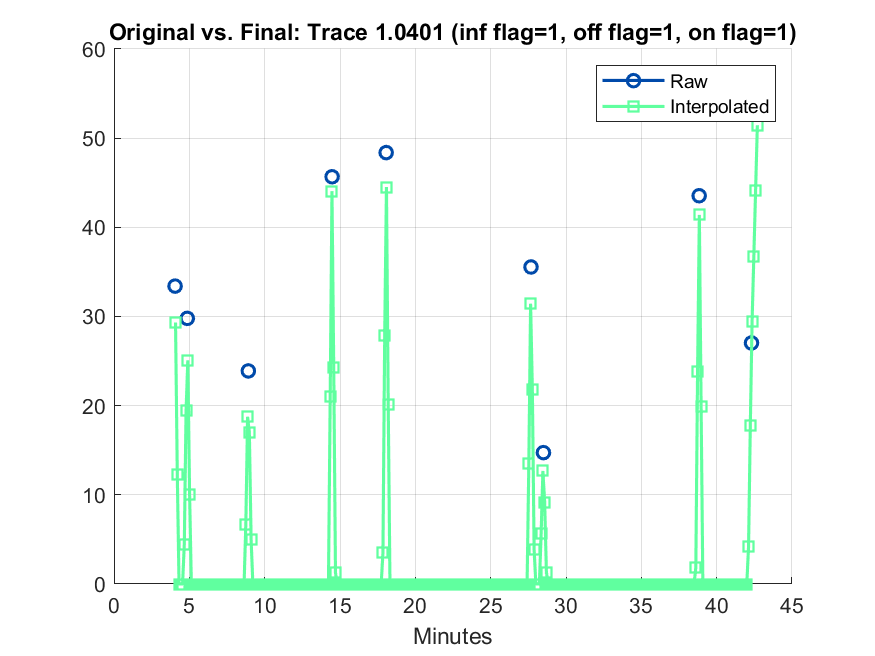 Original vs. Final: Trace 1.0401 (inf flag=1, off flag=1, on flag=1)
60
50
40
30
20
10
0
Raw
Interpolated
0 5 10 15 20 25 30 35 40 45
Minutes